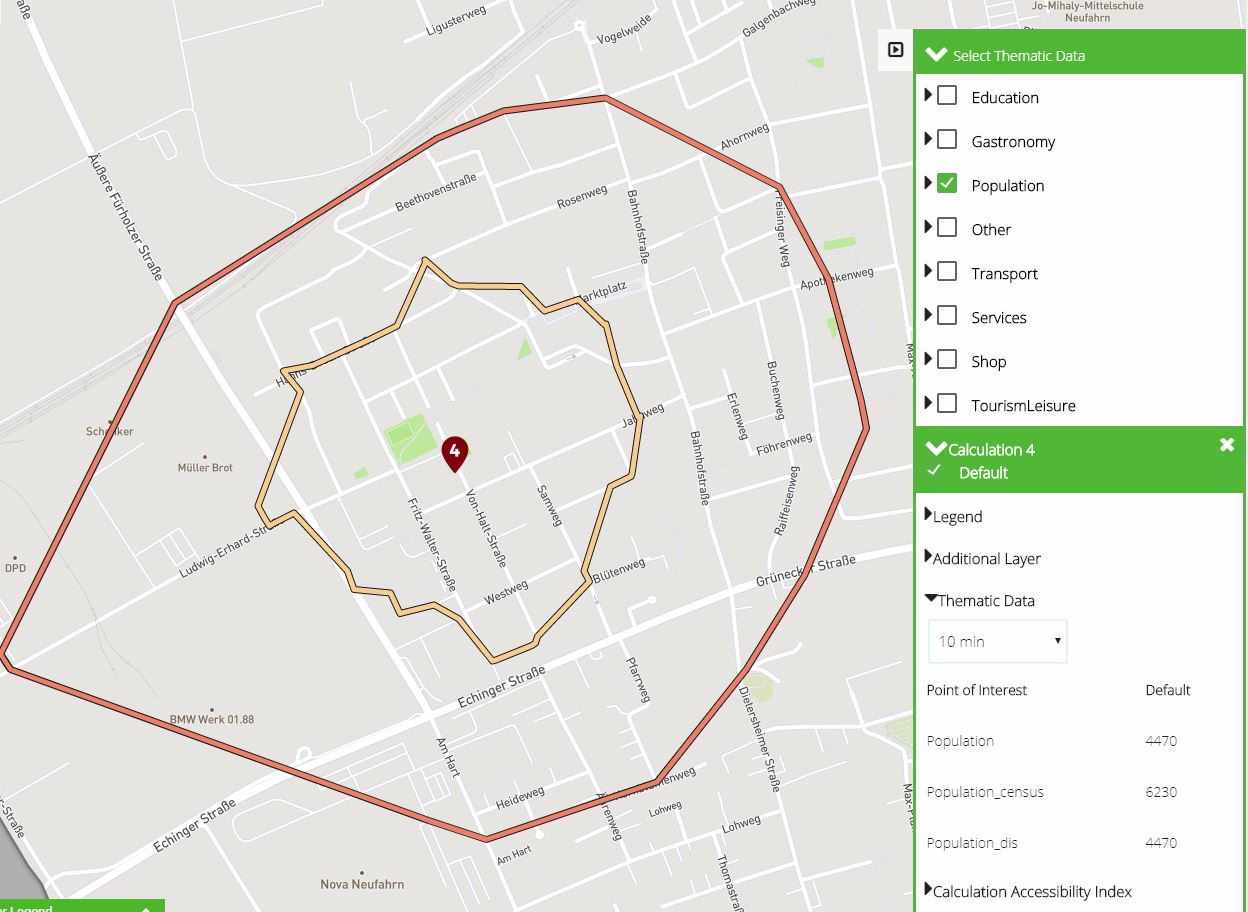 aße
Ligusterweg
Vogelweide
Galgenbachweg
Jo-Mihaly-Mittelschule
Neufahrn
Select Thematic Data
Education
Gastronomy
Population
Other
Transport
Services
Shop
TourismLeisure
Äußere Fürholzer Straße
Beethovenstraße
Rosenweg
Ahornweg
Bahnhofstraße
Freisinger Weg
Apothekenweg
Marktplatz
Jahnweg
Erlenweg
Buchenweg
Föhrenweg
Bahnhofstraße
Raiffeisenweg
Schenker
Müller Brot
4
DPD
Ludwig-Erhard-Straße
Fritz-Walter-Straße
Von-Halt-Straße
Samweg
Westweg
Blütenweg
Grünecker Straße
Echinger Straße
Pfarrweg
Dietersheimer Straße
BMW Werk 01.88
Am Hart
Heideweg
Lohweg
Lohweg
Ährenweg
Echinger Straße
Am Hart
Nova Neufahrn
Calculation 4
Default
Legend
Additional Layer
Thematic Data
10 min
Point of Interest Default
Population 4470
Population_census 6230
Population_dis 4470
Calculation Accessibility Index